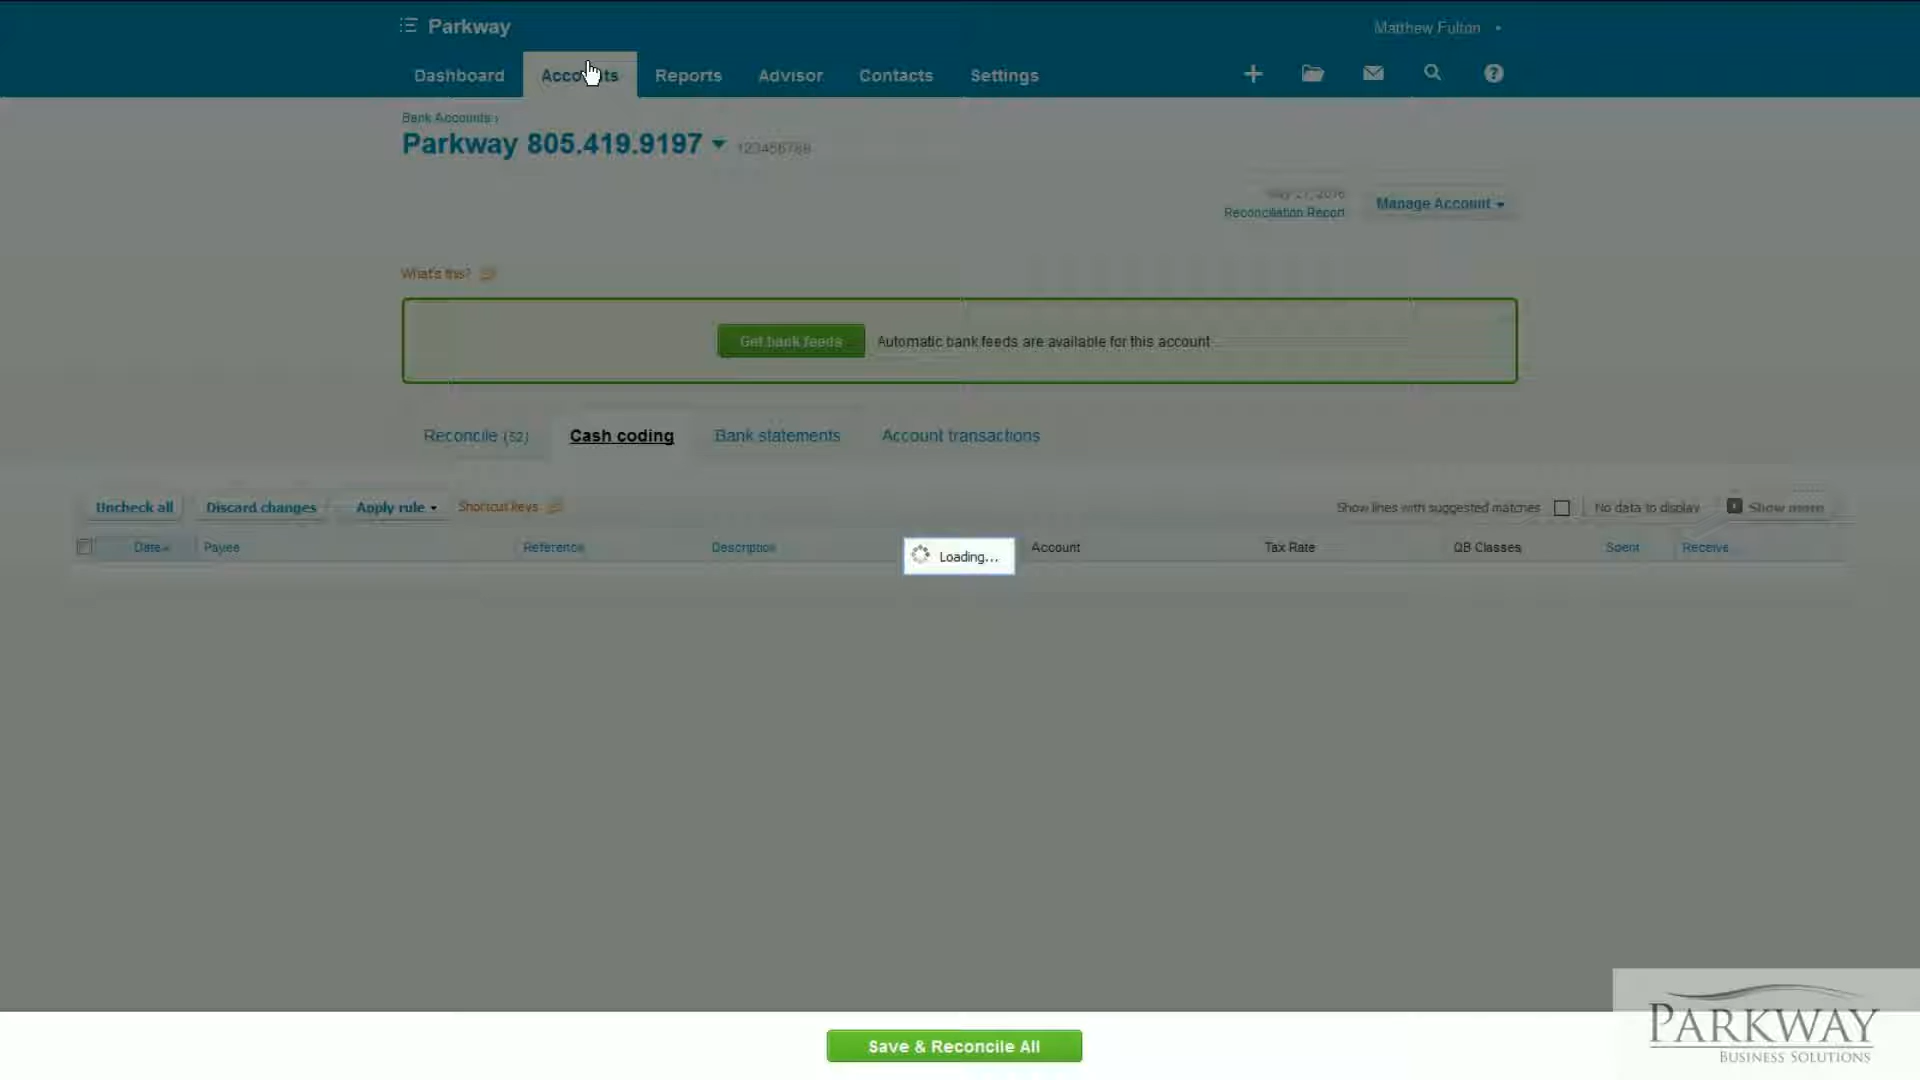 Parkway
Matthew Fulton
Dashboard Accounts Reports Advisor Contacts Settings
Bank Accounts ›
Parkway 805.419.9197 123456788
May 27, 2016
Reconciliation Report
Manage Account
What's this?
Get bank feeds Automatic bank feeds are available for this account
Reconcile (52) Cash coding Bank statements Account transactions
Uncheck all Discard changes Apply rule Shortcut keys Show lines with suggested matches No data to display Show more
Date Payee Reference Description Account Tax Rate QB Classes Spent Receive
Loading...
Save & Reconcile All
PARKWAY
BUSINESS SOLUTIONS